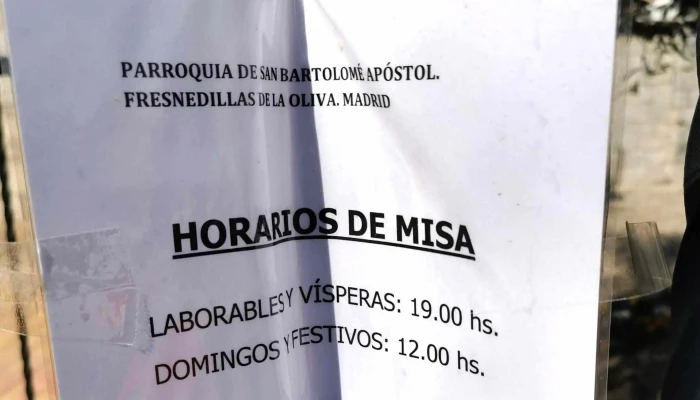 PARROQUIA DE SAN BARTOLOMÉ APÓSTOL.
FRESNEDILLAS DE LA OLIVA. MADRID
HORARIOS DE MISA
LABORABLES Y VÍSPERAS: 19.00 hs.
DOMINGOS Y FESTIVOS: 12.00 hs.